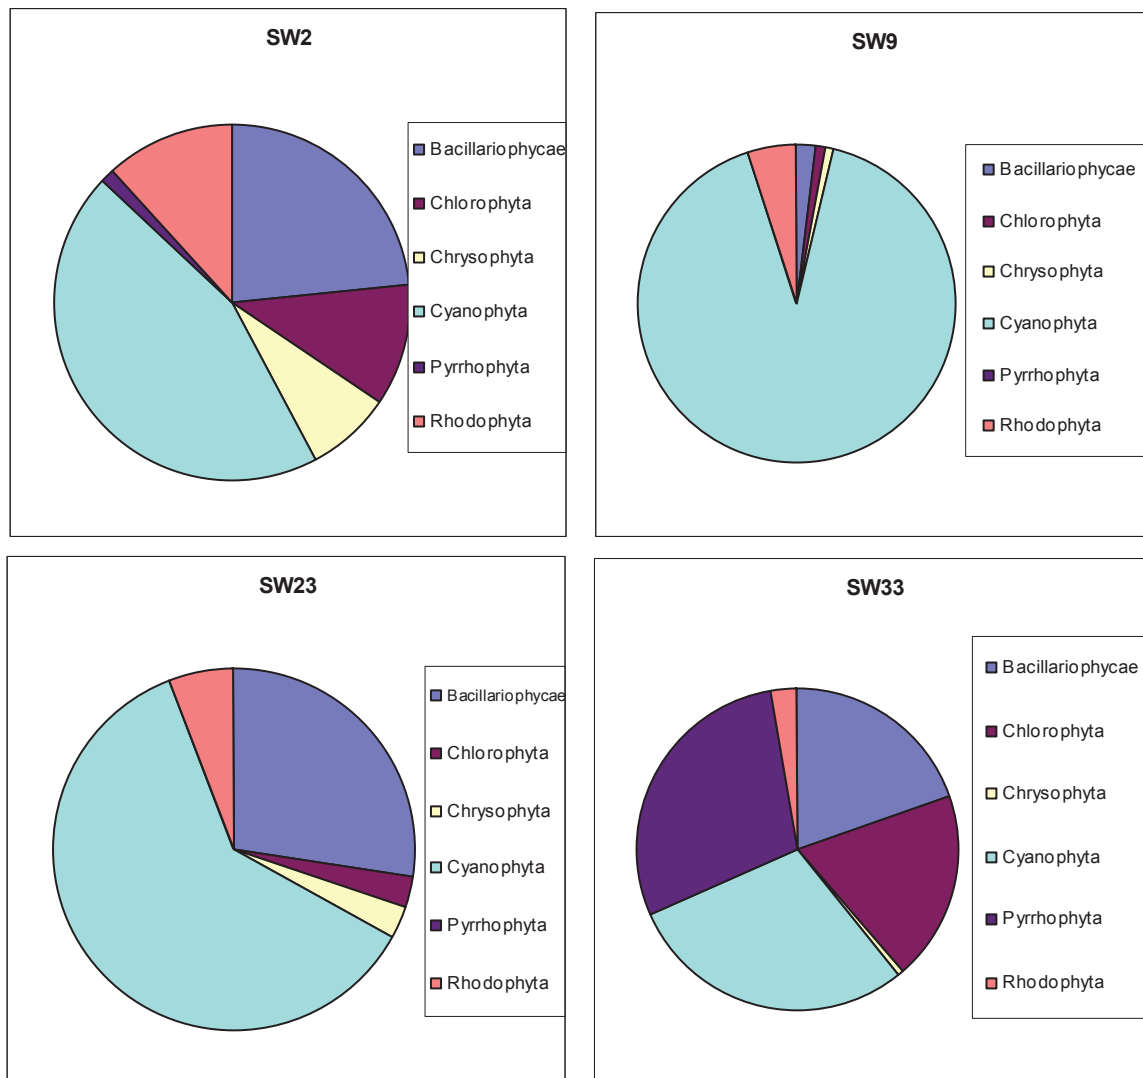 SW2
Bacillariophycae
Chlorophyta
Chrysophyta
Cyanophyta
Pyrrhophyta
Rhodophyta
SW9
Bacillariophycae
Chlorophyta
Chrysophyta
Cyanophyta
Pyrrhophyta
Rhodophyta
SW23
Bacillariophycae
Chlorophyta
Chrysophyta
Cyanophyta
Pyrrhophyta
Rhodophyta
SW33
Bacillariophycae
Chlorophyta
Chrysophyta
Cyanophyta
Pyrrhophyta
Rhodophyta